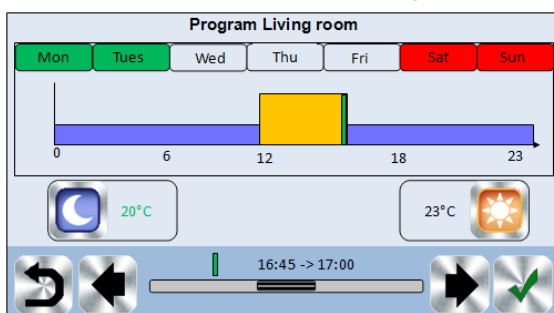 Program Living room
Mon Tues Wed Thu Fri Sat Sun
0 6 12 18 23
20°C 23°C
16:45 -> 17:00